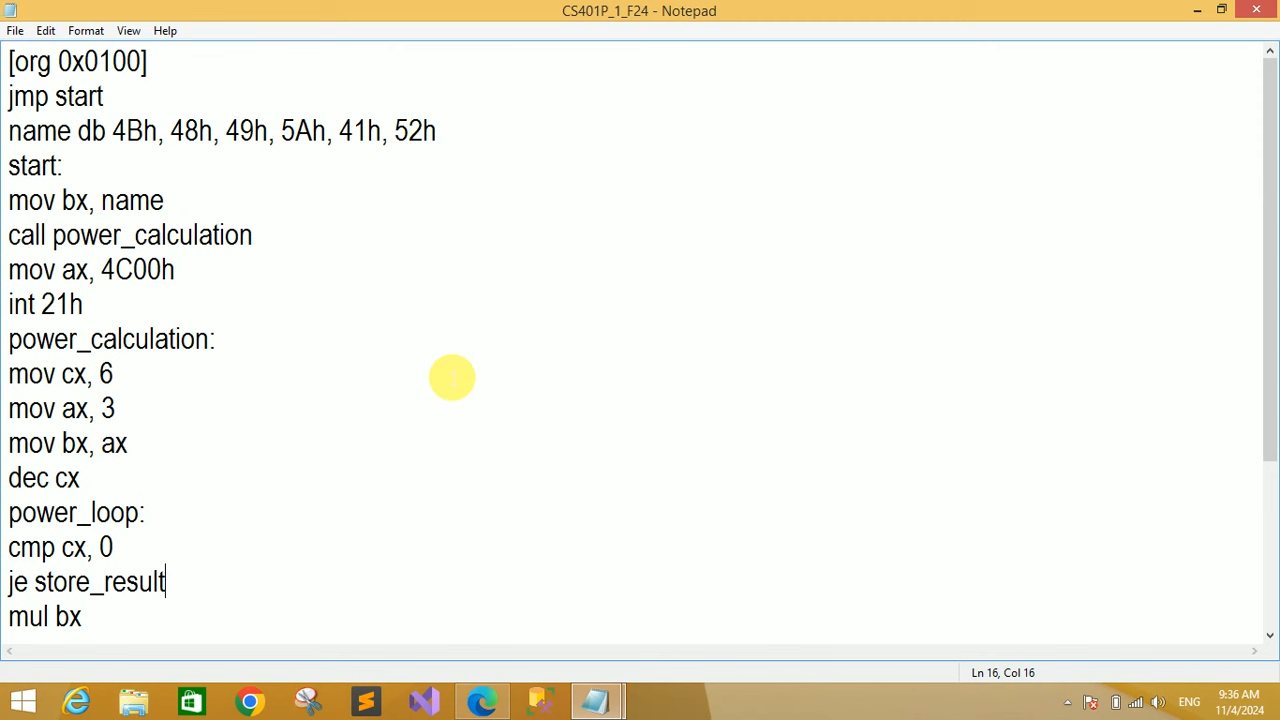 CS401P_1_F24 - Notepad
File Edit Format View Help
[org 0x0100]
jmp start
name db 4Bh, 48h, 49h, 5Ah, 41h, 52h
start:
mov bx, name
call power_calculation
mov ax, 4C00h
int 21h
power_calculation:
mov cx, 6
mov ax, 3
mov bx, ax
dec cx
power_loop:
cmp cx, 0
je store_result
mul bx
Ln 16, Col 16
ENG
9:36 AM
11/4/2024